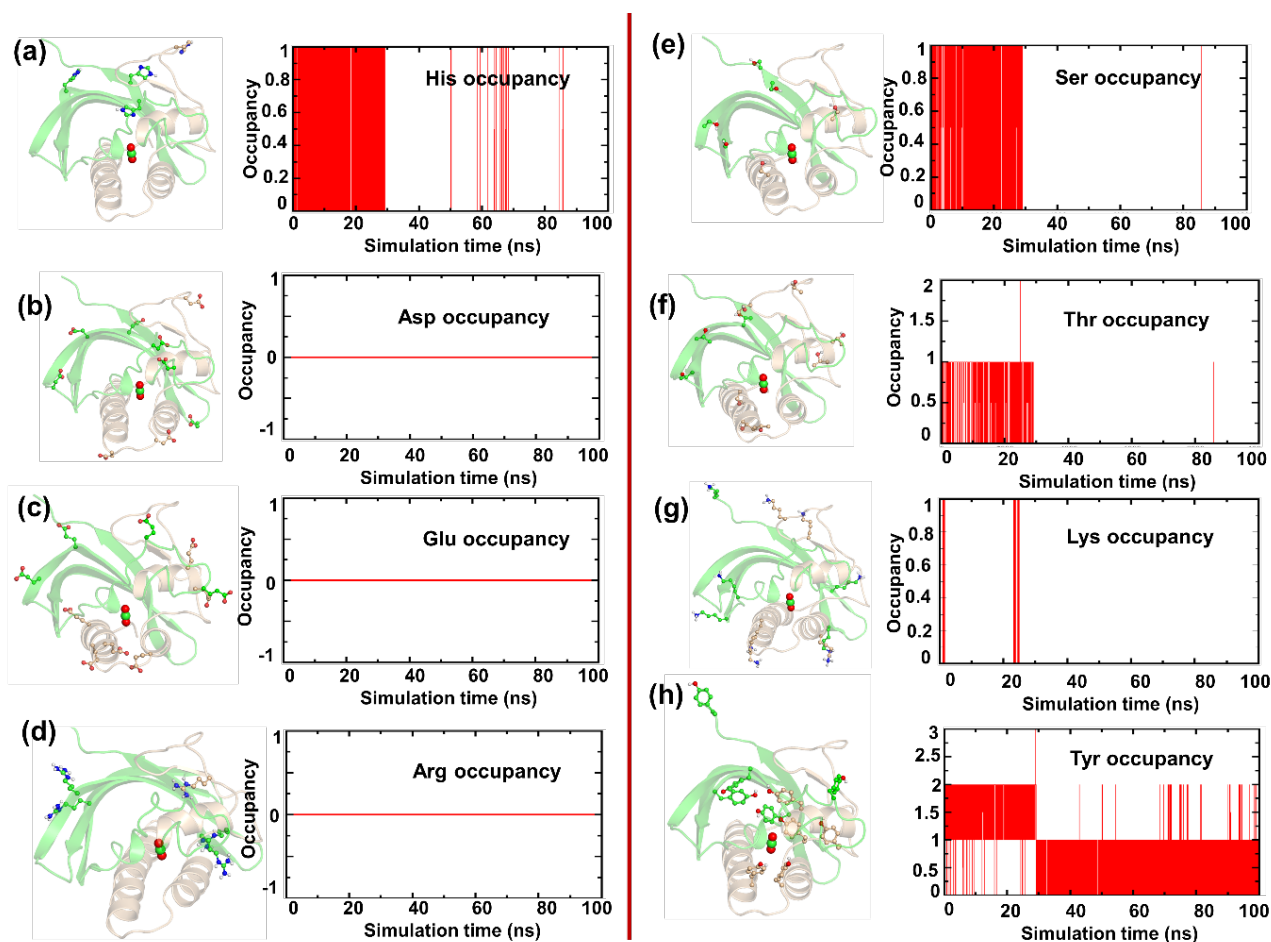 (a)
1
0.8
0.6
0.4
0.2
0
Occupancy
His occupancy
0 20 40 60 80 100
Simulation time (ns)
(b)
1
0
-1
Occupancy
Asp occupancy
0 20 40 60 80 100
Simulation time (ns)
(c)
1
0
-1
Occupancy
Glu occupancy
0 20 40 60 80 100
Simulation time (ns)
(d)
1
0
-1
Occupancy
Arg occupancy
0 20 40 60 80 100
Simulation time (ns)
(e)
1
0.8
0.6
0.4
0.2
0
Occupancy
Ser occupancy
0 20 40 60 80 100
Simulation time (ns)
(f)
2
1.5
1
0.5
0
Occupancy
Thr occupancy
0 20 40 60 80 100
Simulation time (ns)
(g)
1
0.8
0.6
0.4
0.2
0
Occupancy
Lys occupancy
0 20 40 60 80 100
Simulation time (ns)
(h)
3
2.5
2
1.5
1
0.5
0
Occupancy
Tyr occupancy
0 20 40 60 80 100
Simulation time (ns)